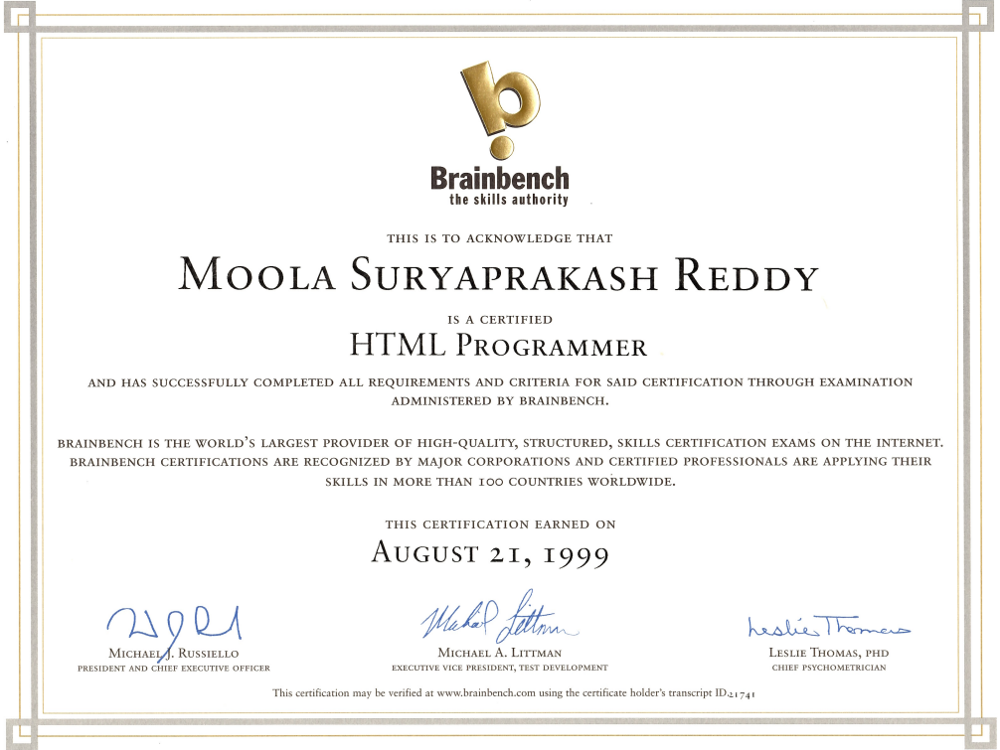 Brainbench
the skills authority
THIS IS TO ACKNOWLEDGE THAT
MOOLA SURYAPRAKASH REDDY
IS A CERTIFIED
HTML PROGRAMMER
AND HAS SUCCESSFULLY COMPLETED ALL REQUIREMENTS AND CRITERIA FOR SAID CERTIFICATION THROUGH EXAMINATION
ADMINISTERED BY BRAINBENCH.
BRAINBENCH IS THE WORLD'S LARGEST PROVIDER OF HIGH-QUALITY, STRUCTURED, SKILLS CERTIFICATION EXAMS ON THE INTERNET.
BRAINBENCH CERTIFICATIONS ARE RECOGNIZED BY MAJOR CORPORATIONS AND CERTIFIED PROFESSIONALS ARE APPLYING THEIR
SKILLS IN MORE THAN 100 COUNTRIES WORLDWIDE.
THIS CERTIFICATION EARNED ON
AUGUST 21, 1999
Michael Littman Leslie Thomas
MICHAEL J. RUSSIELLO MICHAEL A. LITTMAN LESLIE THOMAS, PHD
PRESIDENT AND CHIEF EXECUTIVE OFFICER EXECUTIVE VICE PRESIDENT, TEST DEVELOPMENT CHIEF PSYCHOMETRICIAN
This certification may be verified at www.brainbench.com using the certificate holder's transcript ID.21741